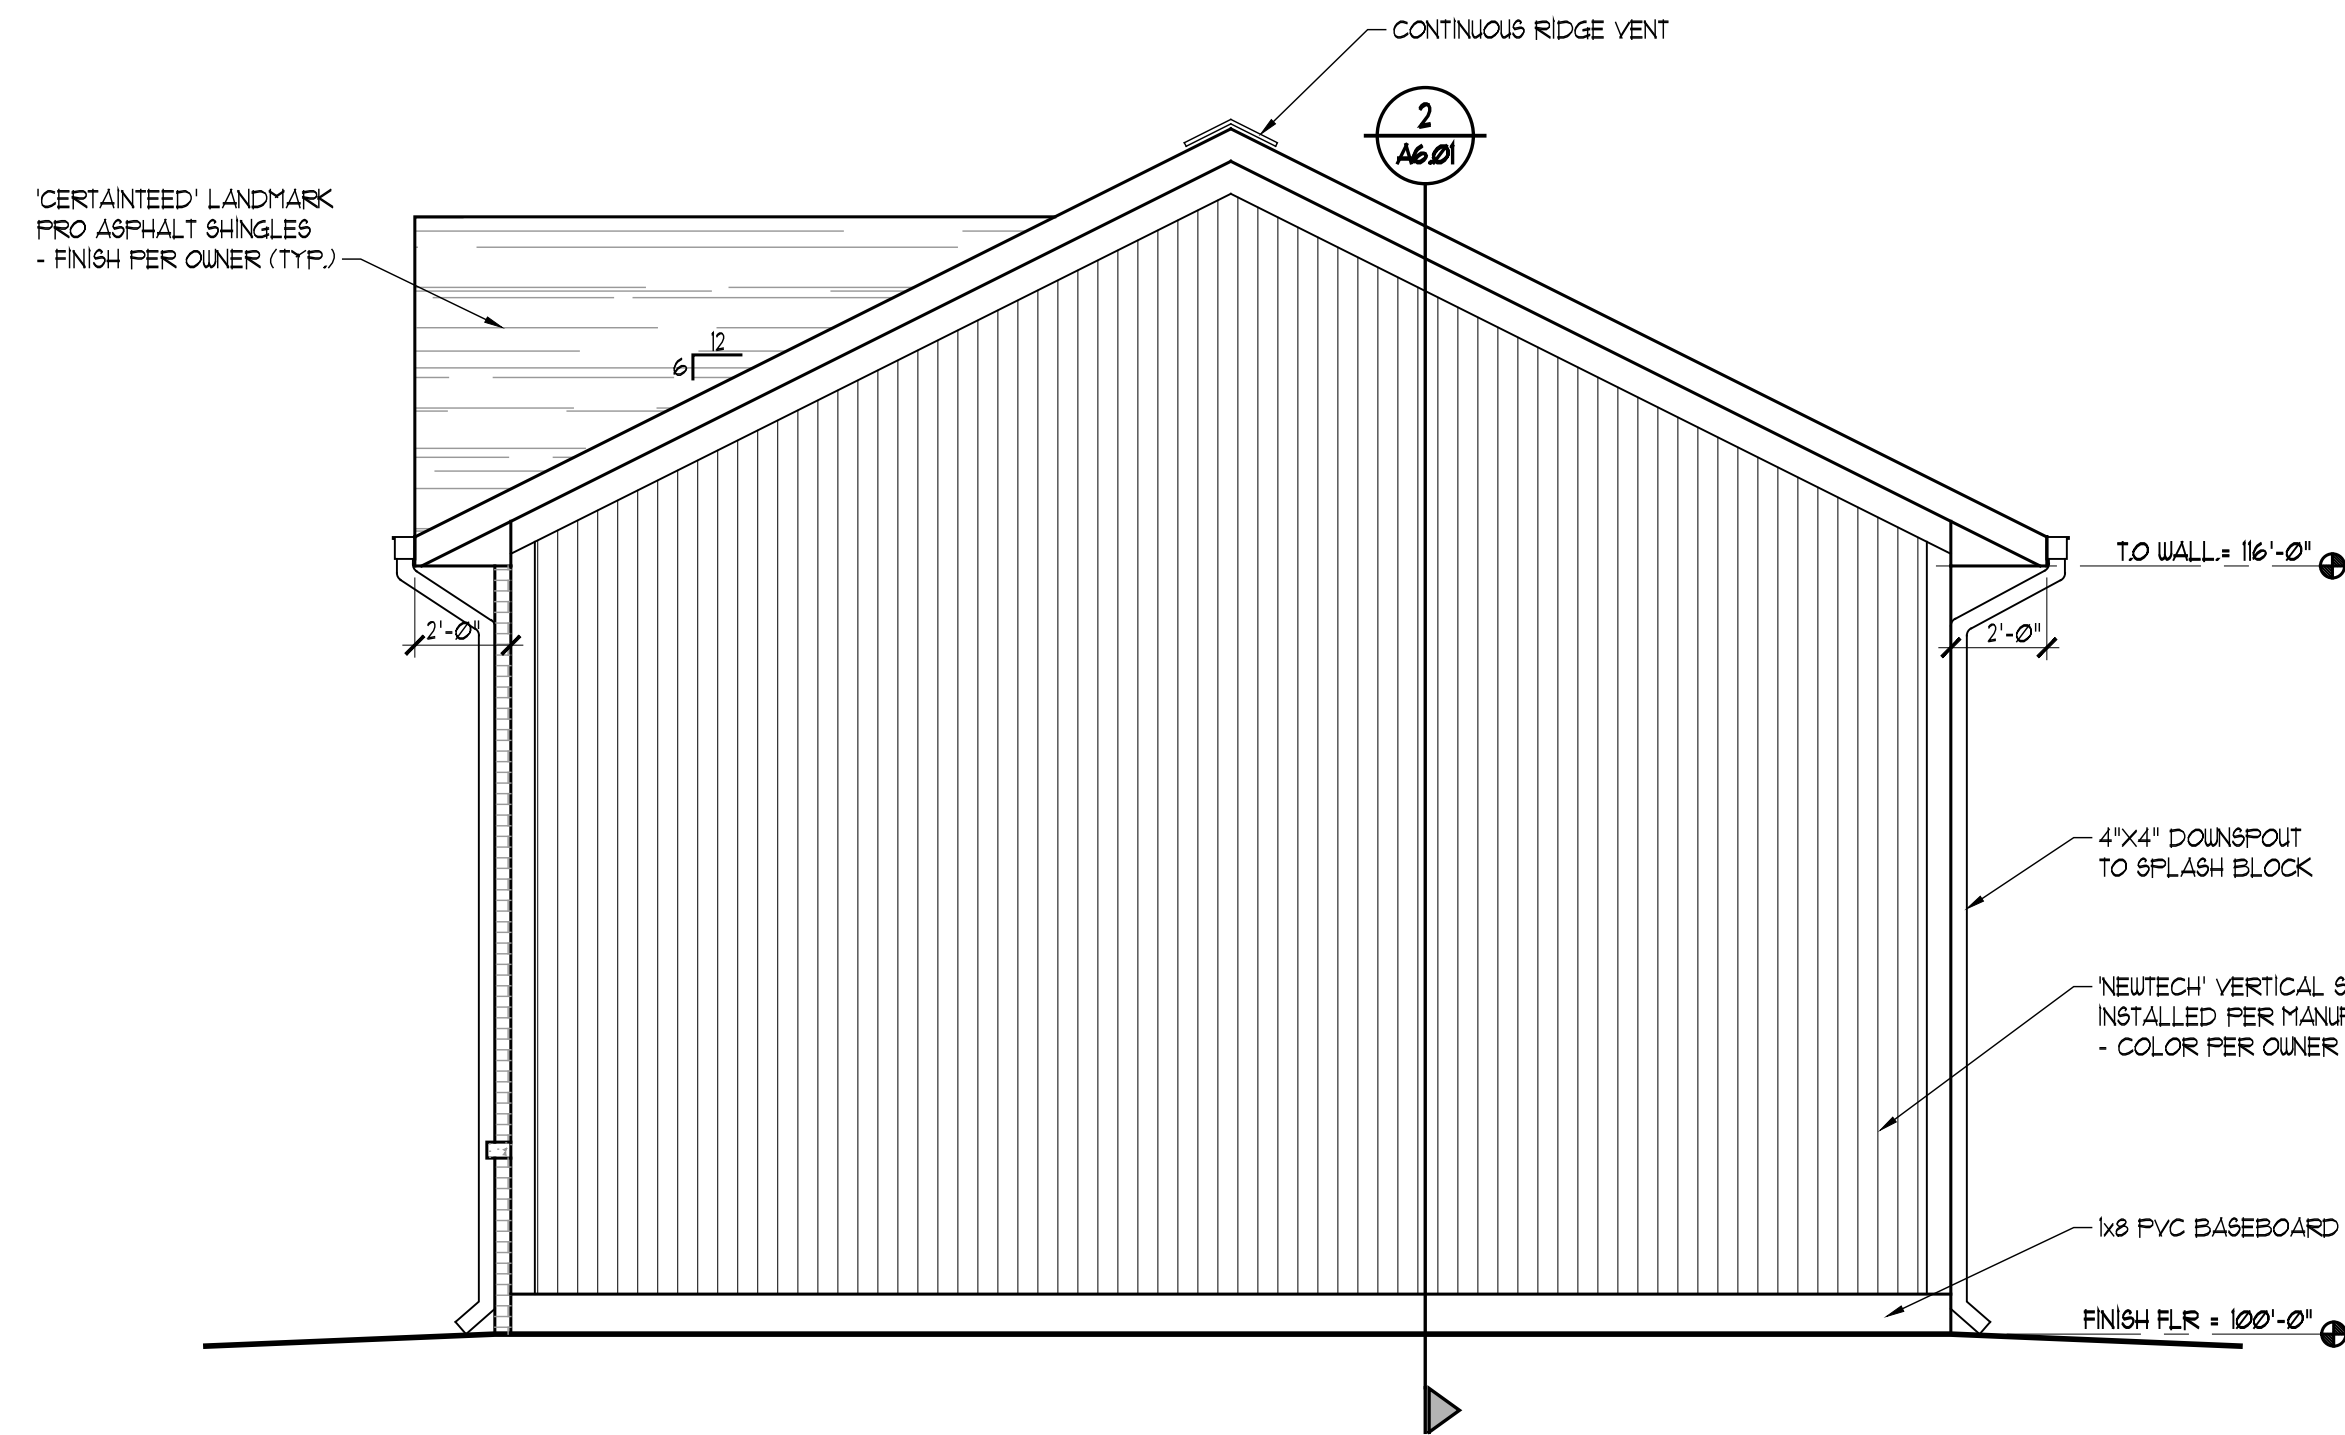 CONTINUOUS RIDGE VENT
2
A6.01
'CERTAINTEED' LANDMARK
PRO ASPHALT SHINGLES
- FINISH PER OWNER (TYP.)
12
6
T.O WALL.= 116'-0"
2'-0"
2'-0"
4"X4" DOWNSPOUT
TO SPLASH BLOCK
'NEWTECH' VERTICAL
INSTALLED PER
- COLOR PER OWNER
1x8 PVC BASEBOARD
FINISH FLR = 100'-0"